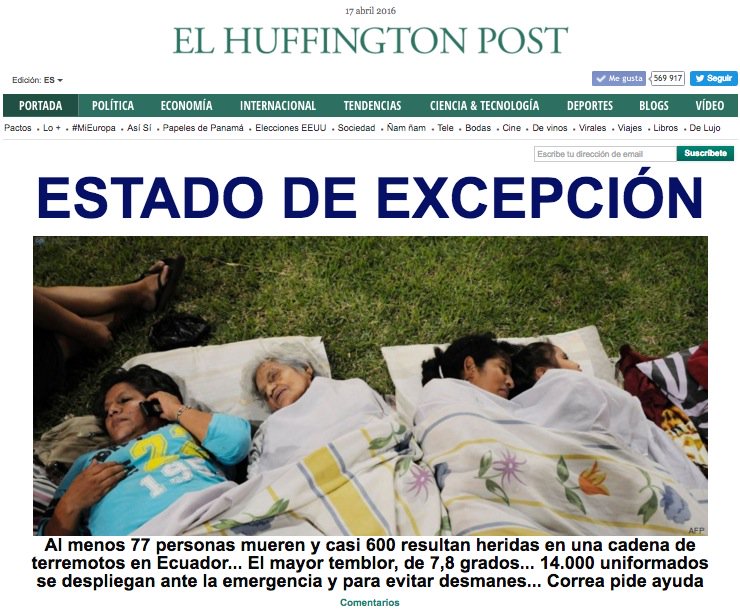 17 abril 2016
EL HUFFINGTON POST
Edición: ES
Me gusta 569 917 Seguir
PORTADA POLÍTICA ECONOMÍA INTERNACIONAL TENDENCIAS CIENCIA & TECNOLOGÍA DEPORTES BLOGS VÍDEO
Pactos • Lo + • #MiEuropa • Así Sí • Papeles de Panamá • Elecciones EEUU • Sociedad • Ñam ñam • Tele • Bodas • Cine • De vinos • Virales • Viajes • Libros • De Lujo
Escribe tu dirección de email Suscríbete
ESTADO DE EXCEPCIÓN
22
195
AFP
Al menos 77 personas mueren y casi 600 resultan heridas en una cadena de
terremotos en Ecuador... El mayor temblor, de 7,8 grados... 14.000 uniformados
se despliegan ante la emergencia y para evitar desmanes... Correa pide ayuda
Comentarios